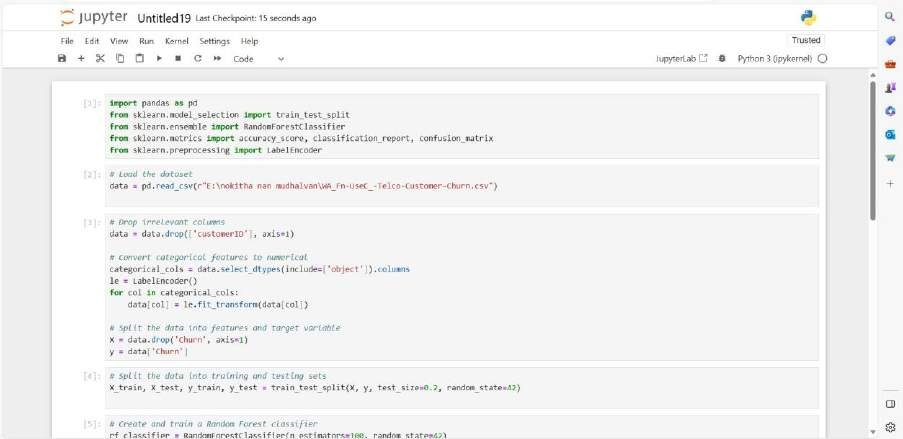 jupyter Untitled19 Last Checkpoint: 15 seconds ago
File Edit View Run Kernel Settings Help
Trusted
Code
JupyterLab
Python 3 (ipykernel)
[1]: import pandas as pd
from sklearn.model_selection import train_test_split
from sklearn.ensemble import RandomForestClassifier
from sklearn.metrics import accuracy_score, classification_report, confusion_matrix
from sklearn.preprocessing import LabelEncoder
[2]: # Load the dataset
data = pd.read_csv(r"E:\nokitha nan mudhalvan\WA_Fn-UseC_-Telco-Customer-Churn.csv")
[3]: # Drop irrelevant columns
data = data.drop(['customerID'], axis=1)
# Convert categorical features to numerical
categorical_cols = data.select_dtypes(include=['object']).columns
le = LabelEncoder()
for col in categorical_cols:
data[col] = le.fit_transform(data[col])
# Split the data into features and target variable
X = data.drop('Churn', axis=1)
y = data['Churn']
[4]: # Split the data into training and testing sets
X_train, X_test, y_train, y_test = train_test_split(X, y, test_size=0.2, random_state=42)
[5]: # Create and train a Random Forest classifier
rf_classifier = RandomForestClassifier(n_estimators=100, random_state=42)